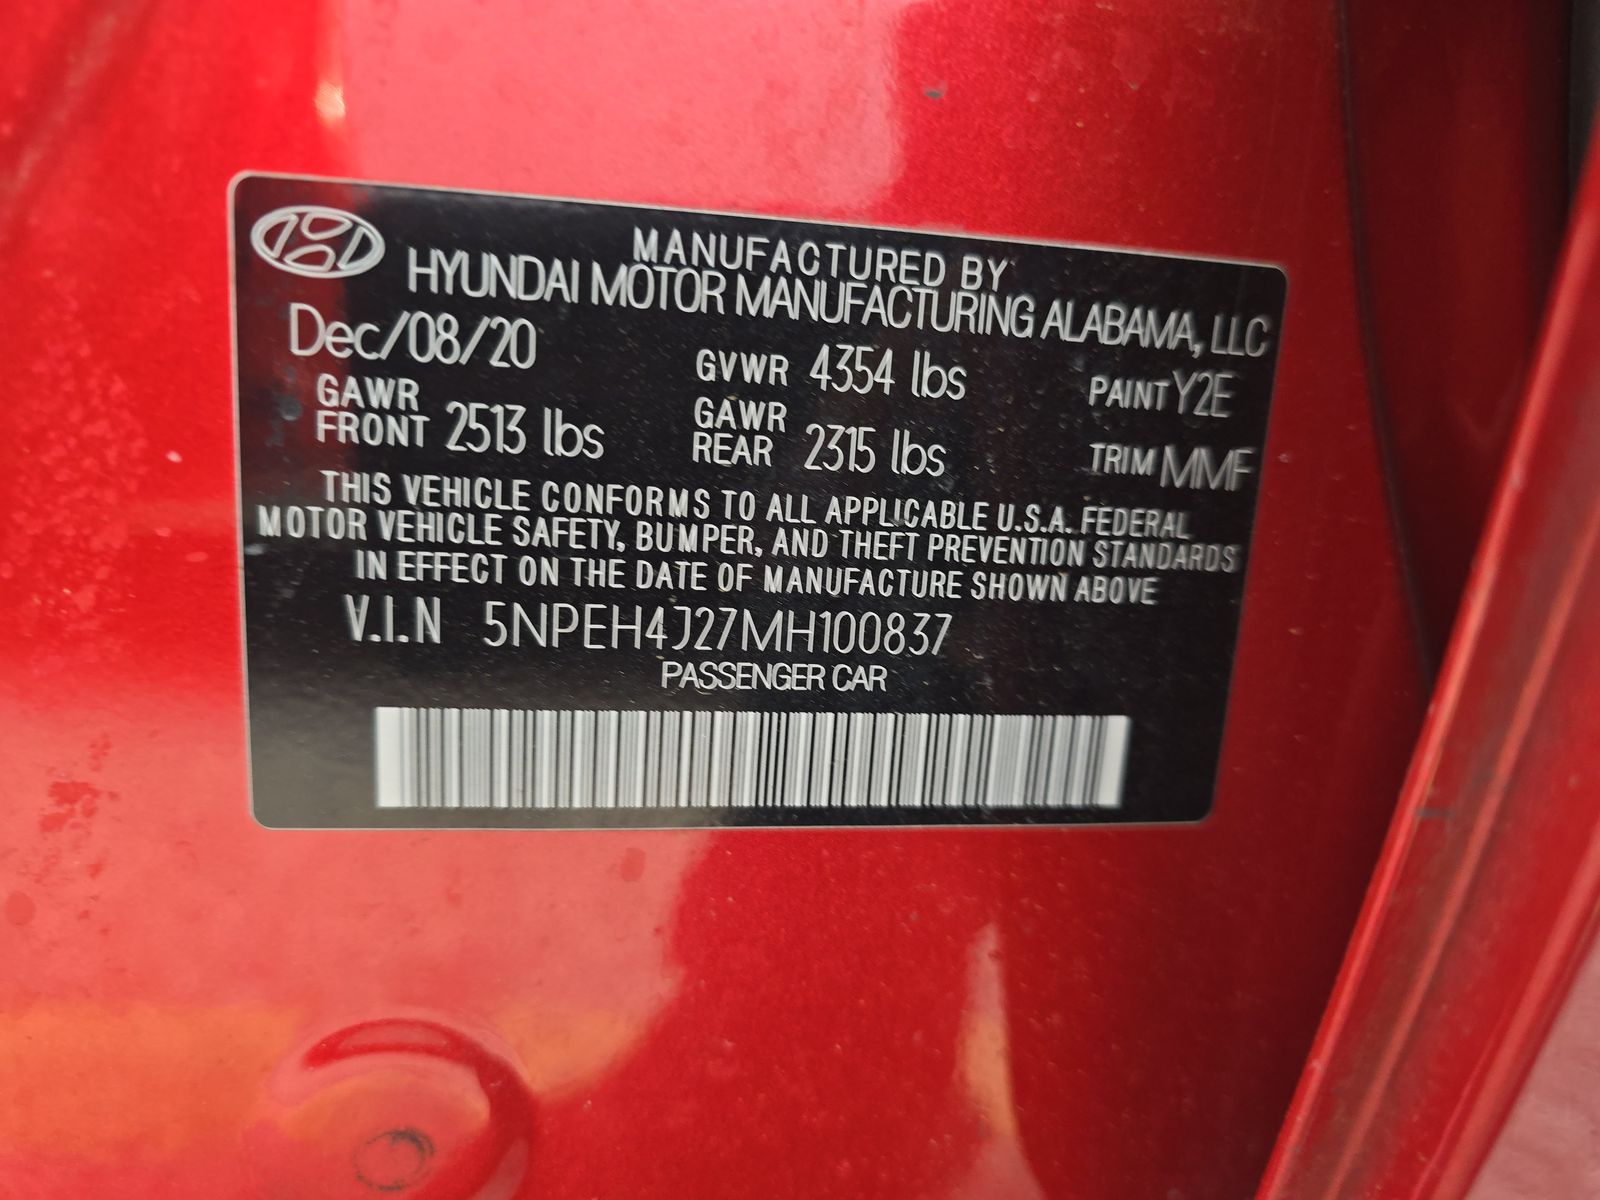 MANUFACTURED BY
HYUNDAI MOTOR MANUFACTURING ALABAMA, LLC
Dec/08/20 GVWR 4354 lbs PAINT Y2E
GAWR FRONT 2513 lbs GAWR REAR 2315 lbs TRIM MMF
THIS VEHICLE CONFORMS TO ALL APPLICABLE U.S.A. FEDERAL
MOTOR VEHICLE SAFETY, BUMPER, AND THEFT PREVENTION STANDARDS
IN EFFECT ON THE DATE OF MANUFACTURE SHOWN ABOVE
V.I.N 5NPEH4J27MH100837
PASSENGER CAR